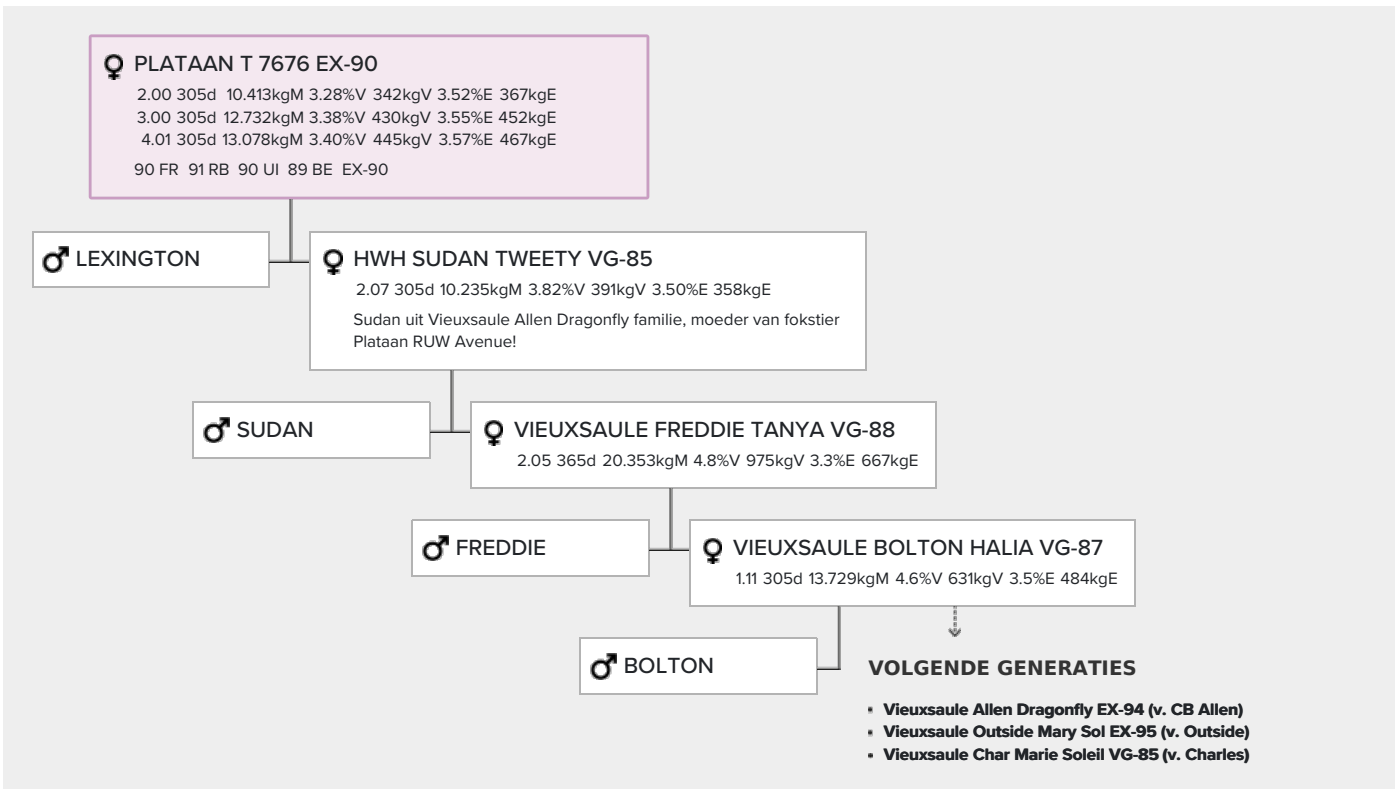 PLATAAN T 7676 EX-90
2.00 305d 10.413kgM 3.28%V 342kgV 3.52%E 367kgE
3.00 305d 12.732kgM 3.38%V 430kgV 3.55%E 452kgE
4.01 305d 13.078kgM 3.40%V 445kgV 3.57%E 467kgE
90 FR 91 RB 90 UI 89 BE EX-90
LEXINGTON
HWH SUDAN TWEETY VG-85
2.07 305d 10.235kgM 3.82%V 391kgV 3.50%E 358kgE
Sudan uit Vieuxsaule Allen Dragonfly familie, moeder van fokstier
Plataan RUW Avenue!
SUDAN
VIEUXSAULE FREDDIE TANYA VG-88
2.05 365d 20.353kgM 4.8%V 975kgV 3.3%E 667kgE
FREDDIE
VIEUXSAULE BOLTON HALIA VG-87
1.11 305d 13.729kgM 4.6%V 631kgV 3.5%E 484kgE
BOLTON
VOLGENDE GENERATIES
Vieuxsaule Allen Dragonfly EX-94 (v. CB Allen)
Vieuxsaule Outside Mary Sol EX-95 (v. Outside)
Vieuxsaule Char Marie Soleil VG-85 (v. Charles)